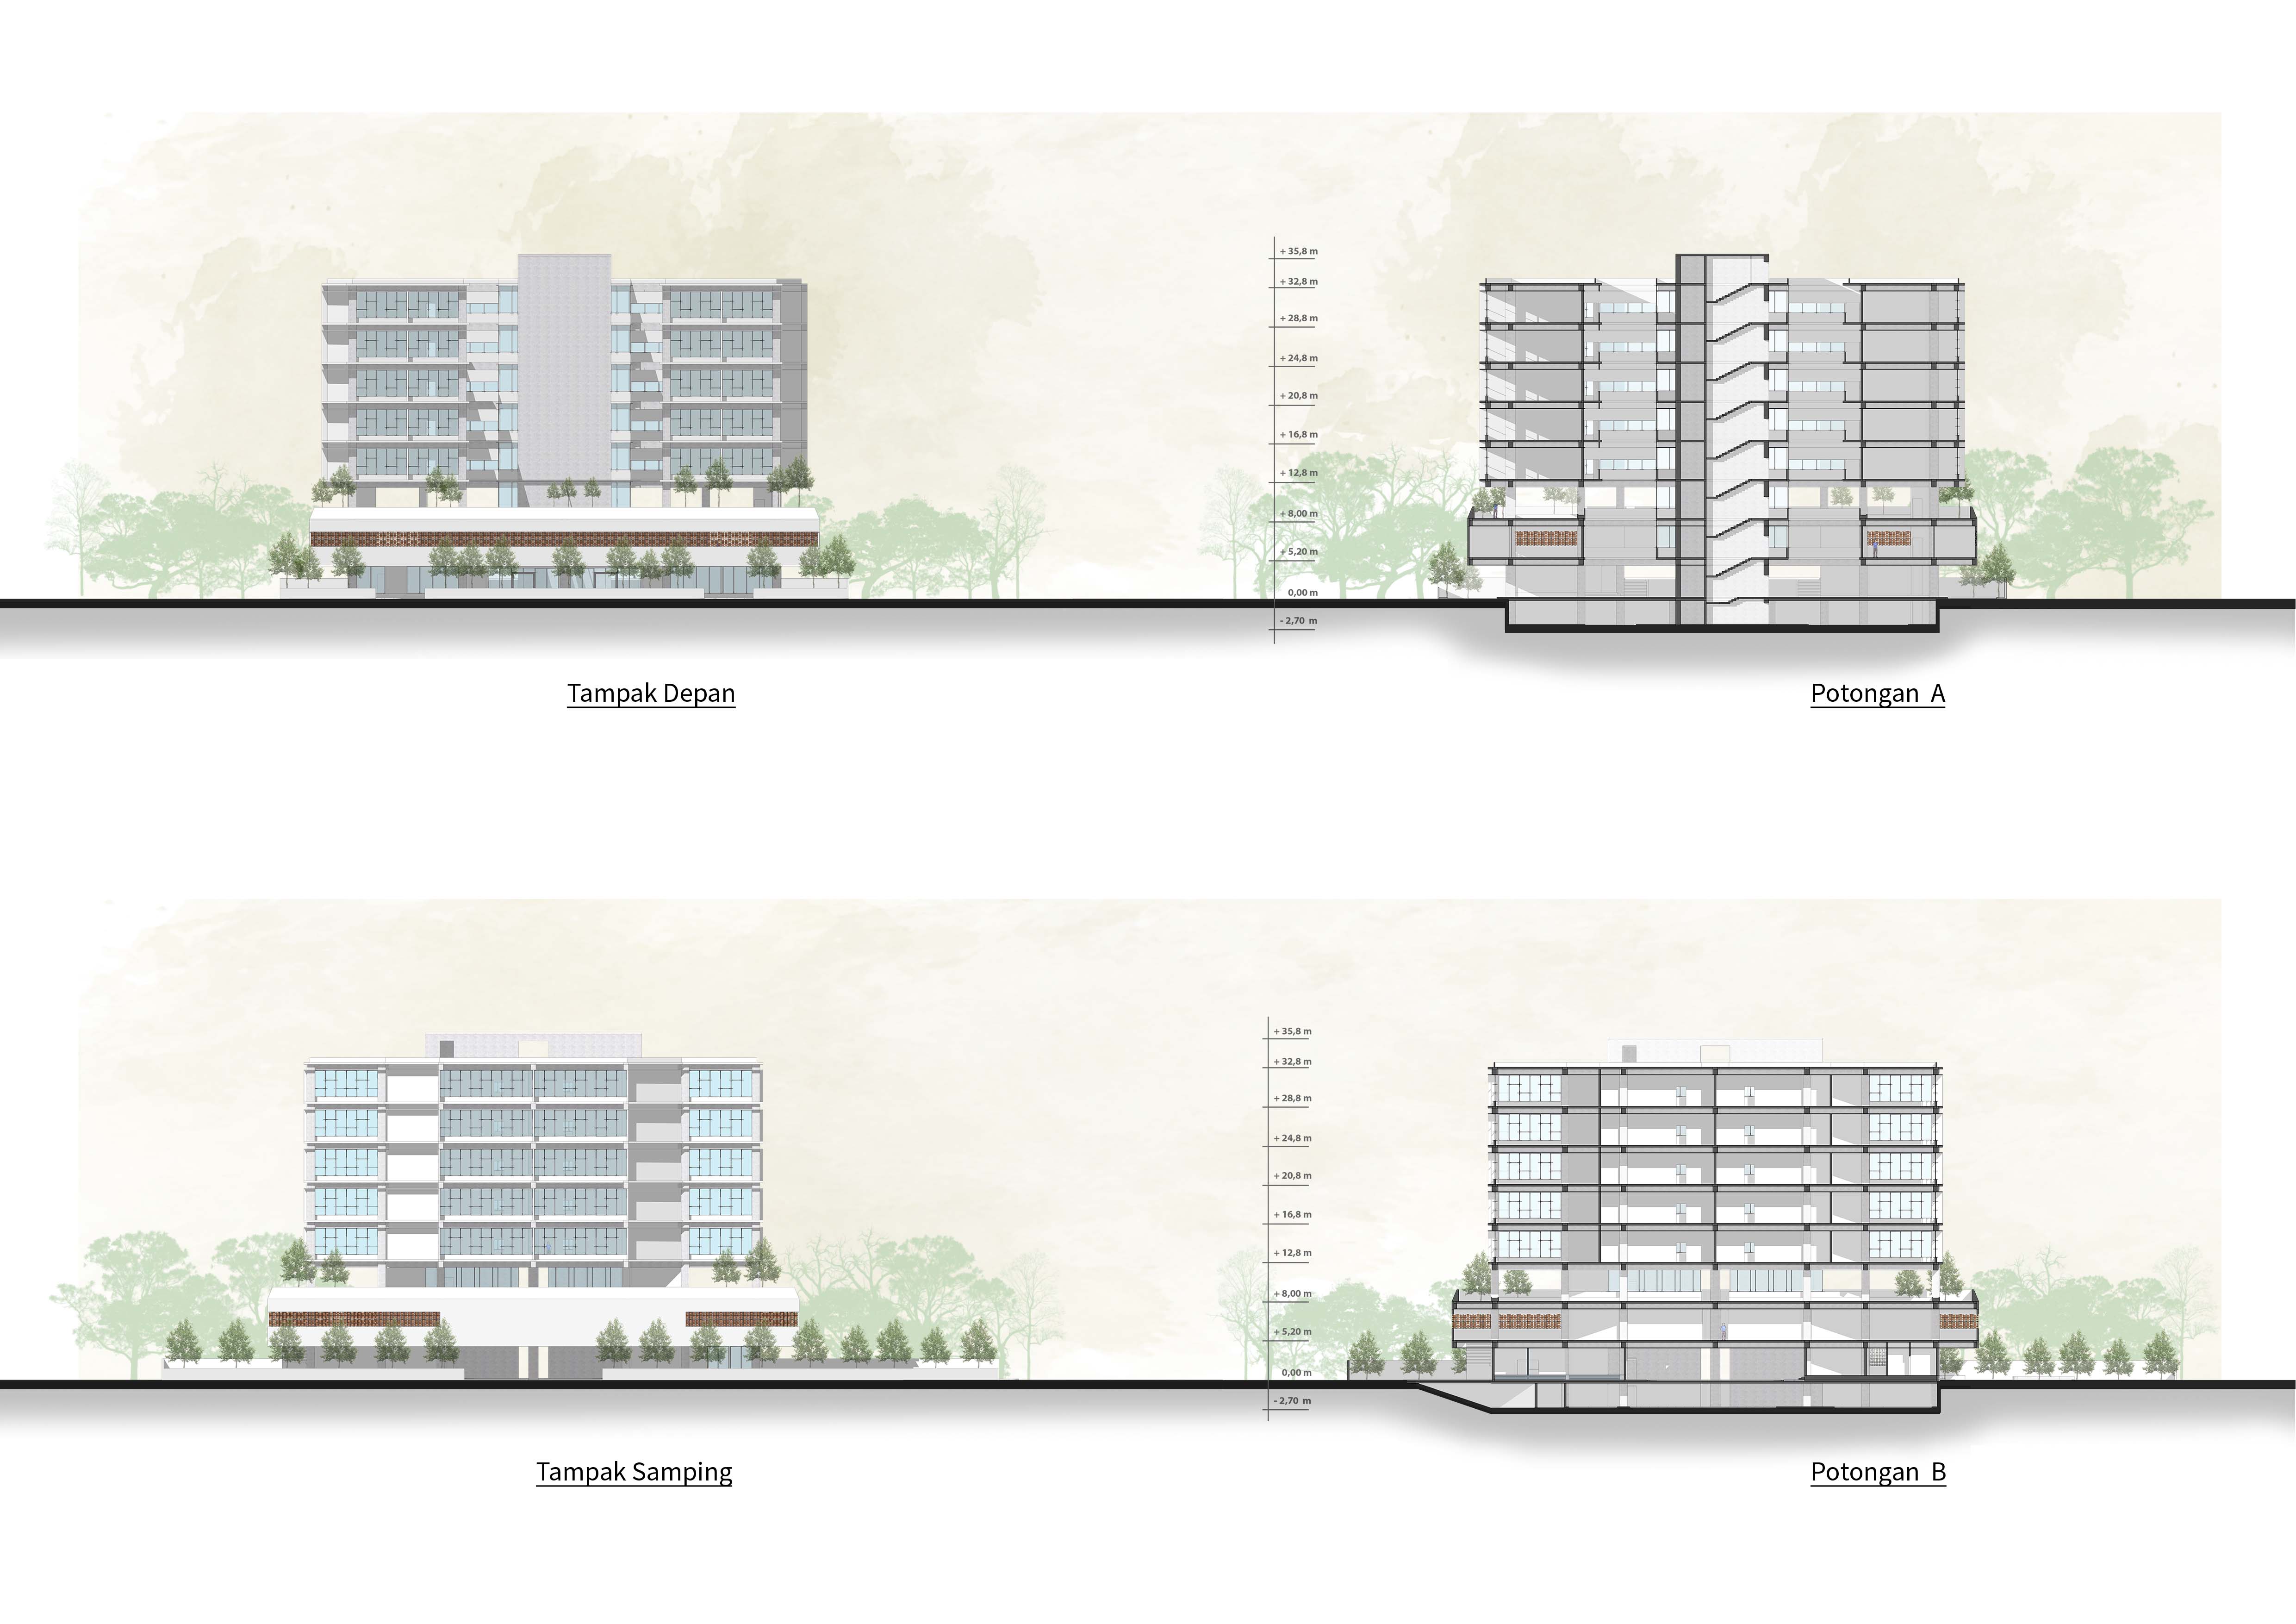 + 35,8 m
+ 32,8 m
+ 28,8 m
+ 24,8 m
+ 20,8 m
+ 16,8 m
+ 12,8 m
+ 8,00 m
+ 5,20 m
0,00 m
- 2,70 m
Tampak Depan
Potongan A
+ 35,8 m
+ 32,8 m
+ 28,8 m
+ 24,8 m
+ 20,8 m
+ 16,8 m
+ 12,8 m
+ 8,00 m
+ 5,20 m
0,00 m
- 2,70 m
Tampak Samping
Potongan B